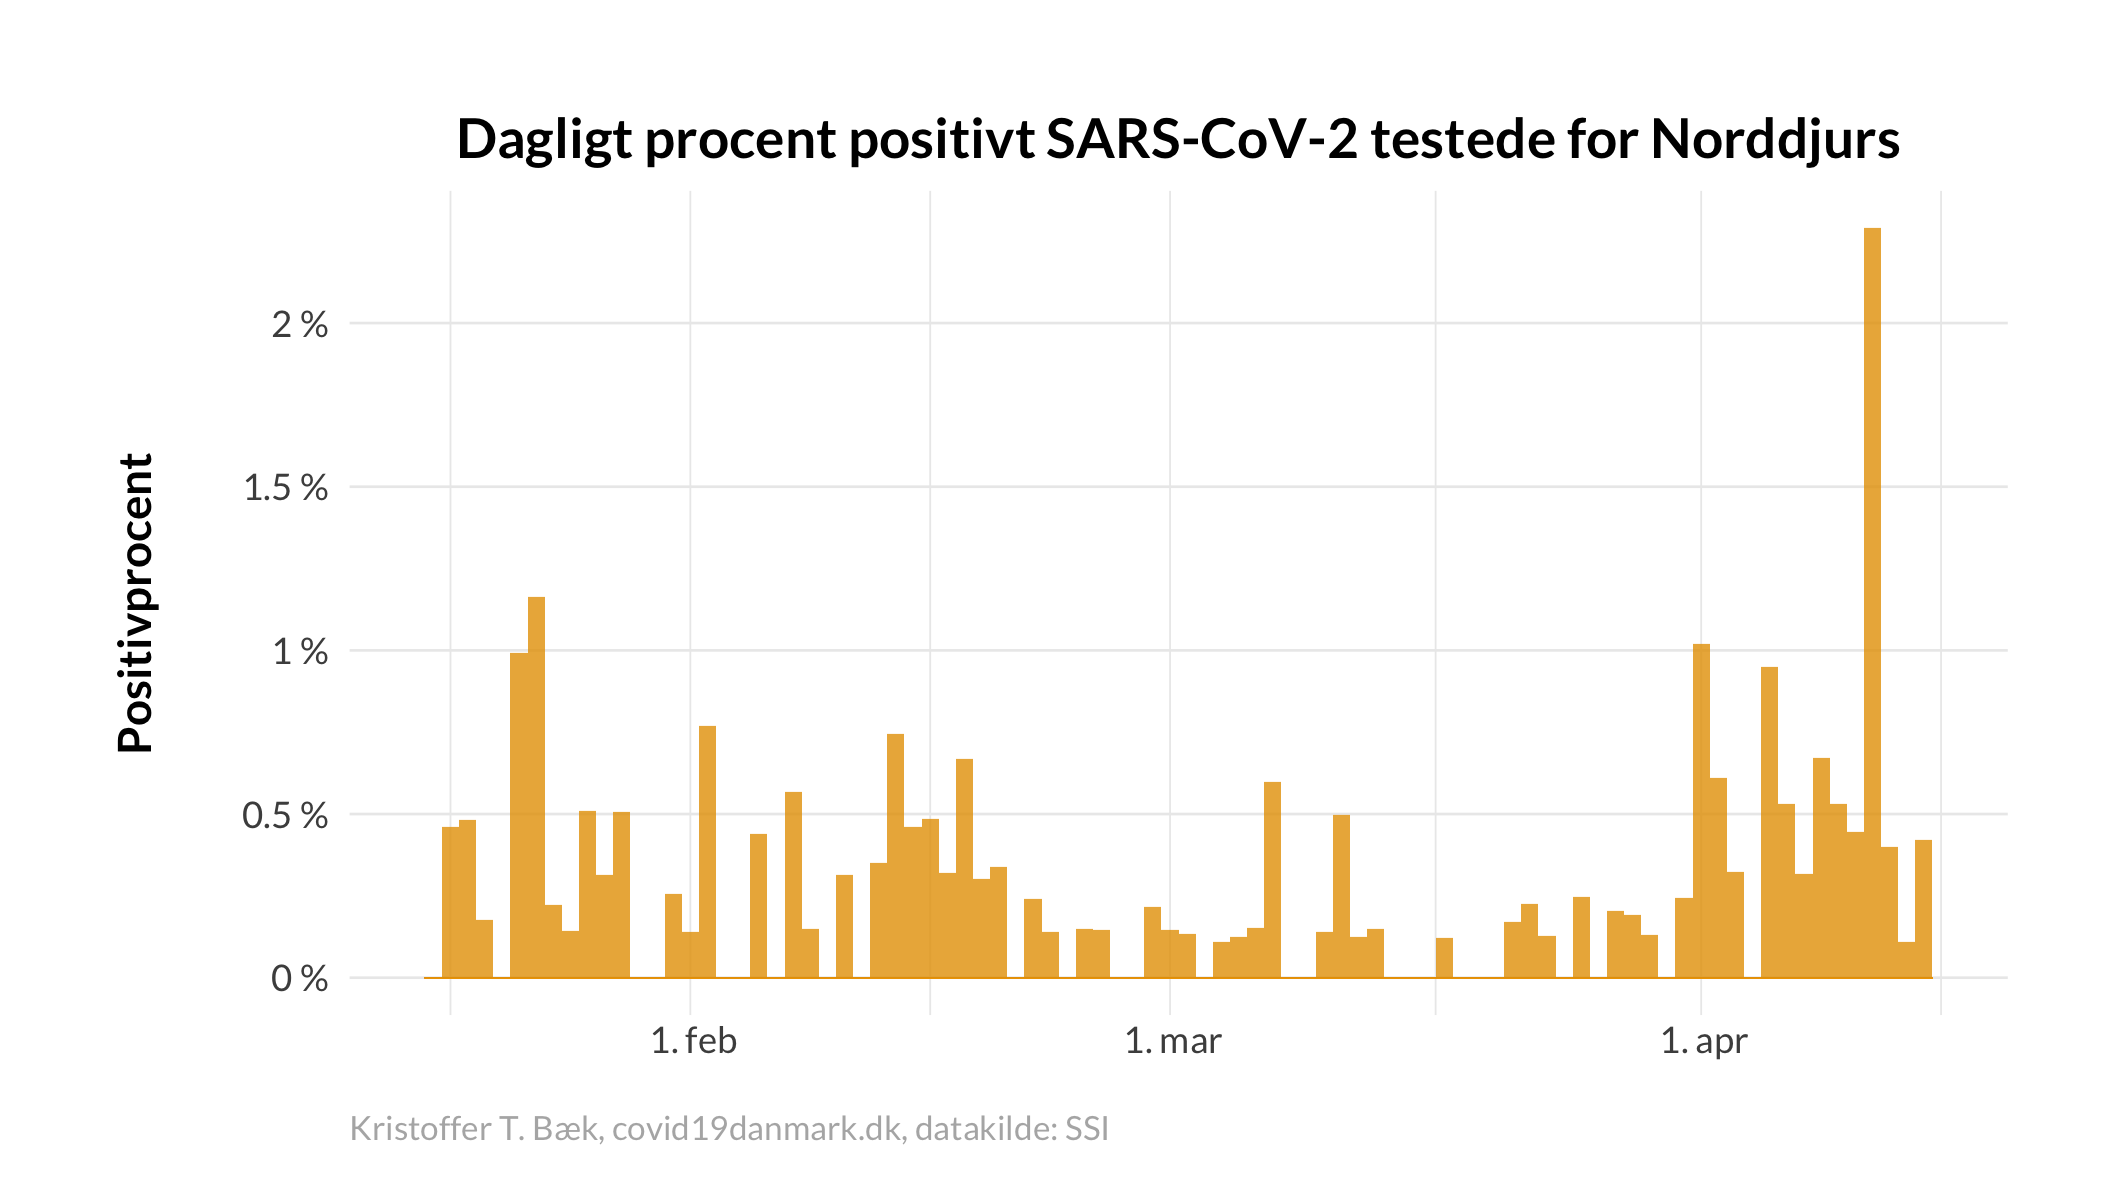 Dagligt procent positivt SARS-CoV-2 testede for Norddjurs
Positivprocent
2 %
1.5 %
1 %
0.5 %
0 %
1. feb
1. mar
1. apr
Kristoffer T. Bæk, covid19danmark.dk, datakilde: SSI